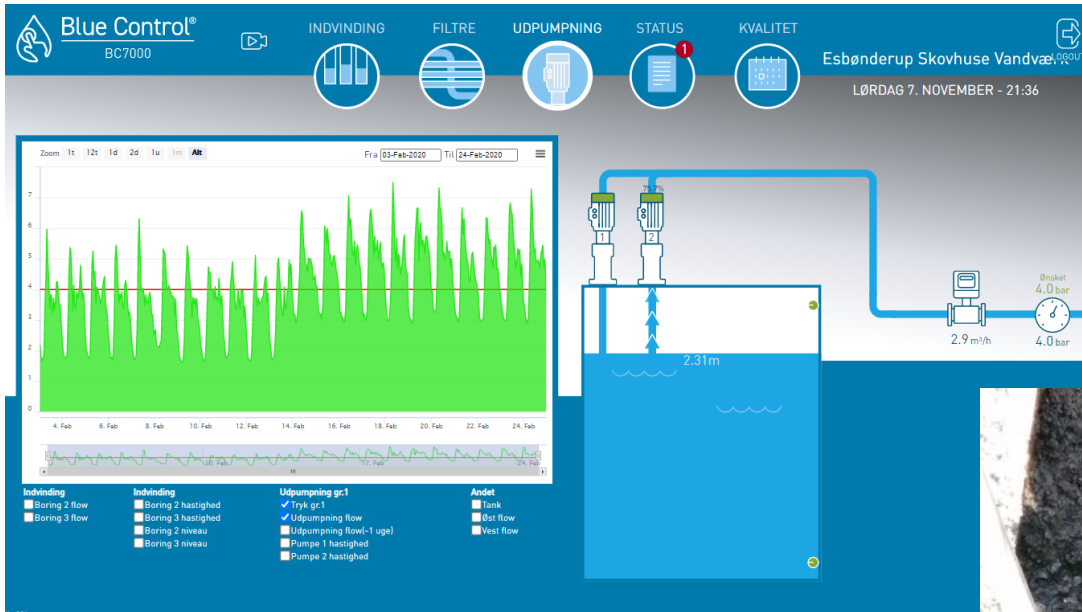 Blue Control®
BC7000
INDVINDING
FILTRE
UDPUMPNING
STATUS
KVALITET
1
Esbønderup Skovhuse Vandvæ
LOGOU
LØRDAG 7. NOVEMBER - 21:36
Zoom 1t 12t 1d 2d 1u 1m Alt
Fra 03-Feb-2020 Til 24-Feb-2020
7
6
5
4
3
2
1
0
4. Feb 6. Feb 8. Feb 10. Feb 12. Feb 14. Feb 16. Feb 18. Feb 20. Feb 22. Feb 24. Feb
10. Feb 17. Feb 24. Feb
Indvinding
Boring 2 flow
Boring 3 flow
Indvinding
Boring 2 hastighed
Boring 3 hastighed
Boring 2 niveau
Boring 3 niveau
Udpumpning gr.1
Tryk gr.1
Udpumpning flow
Udpumpning flow(-1 uge)
Pumpe 1 hastighed
Pumpe 2 hastighed
Andet
Tank
Øst flow
Vest flow
75.7%
1
2
2.31m
2.9 m³/h
Ønsket
4.0 bar
4.0 bar